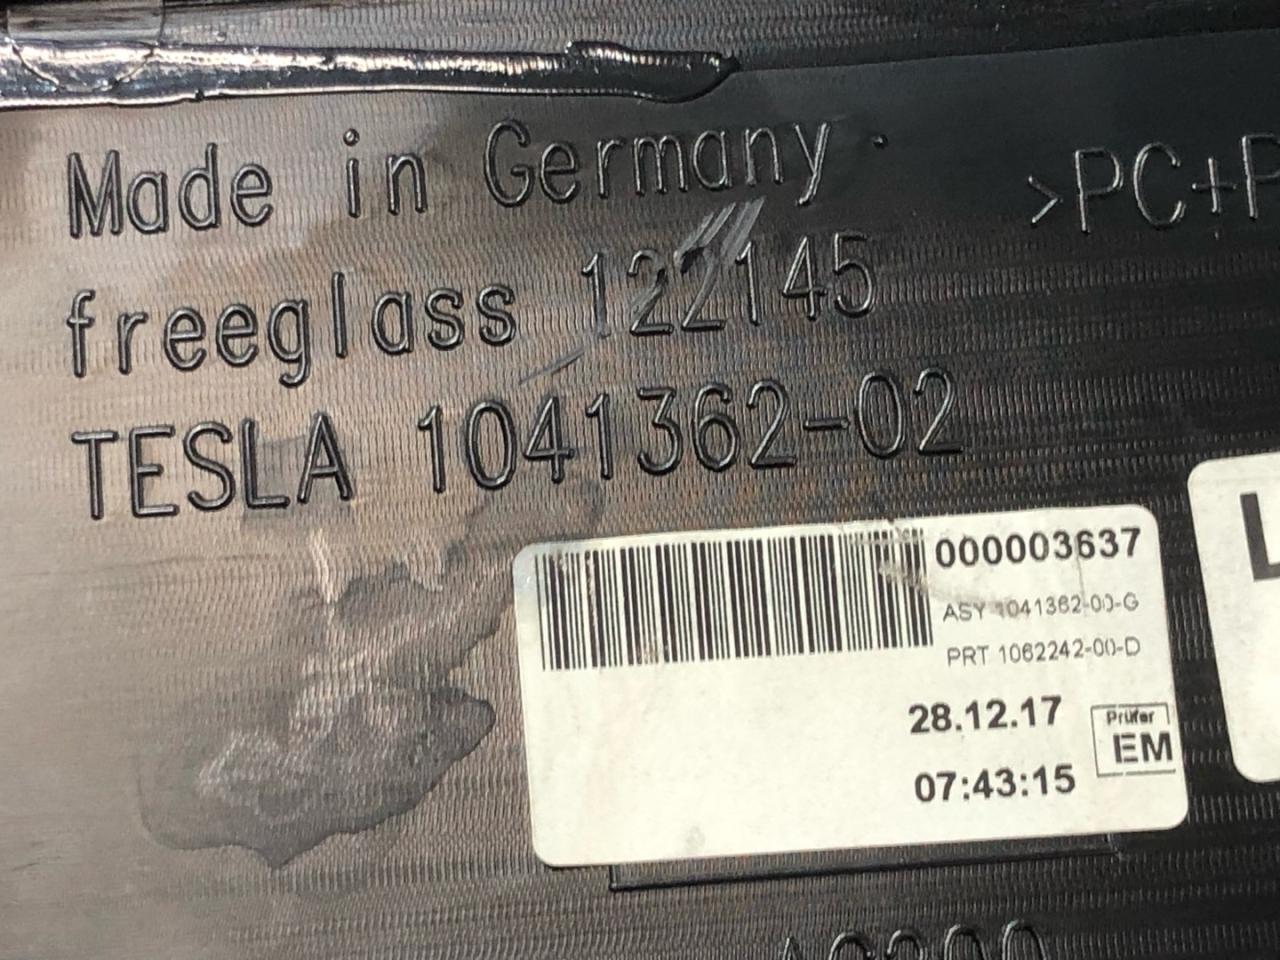 Made in Germany
>PC+P
freeglass 122145
TESLA 1041362-02
L
000003637
ASY 1041362-00-G
PRT 1062242-00-D
28.12.17
Prüfer
EM
07:43:15